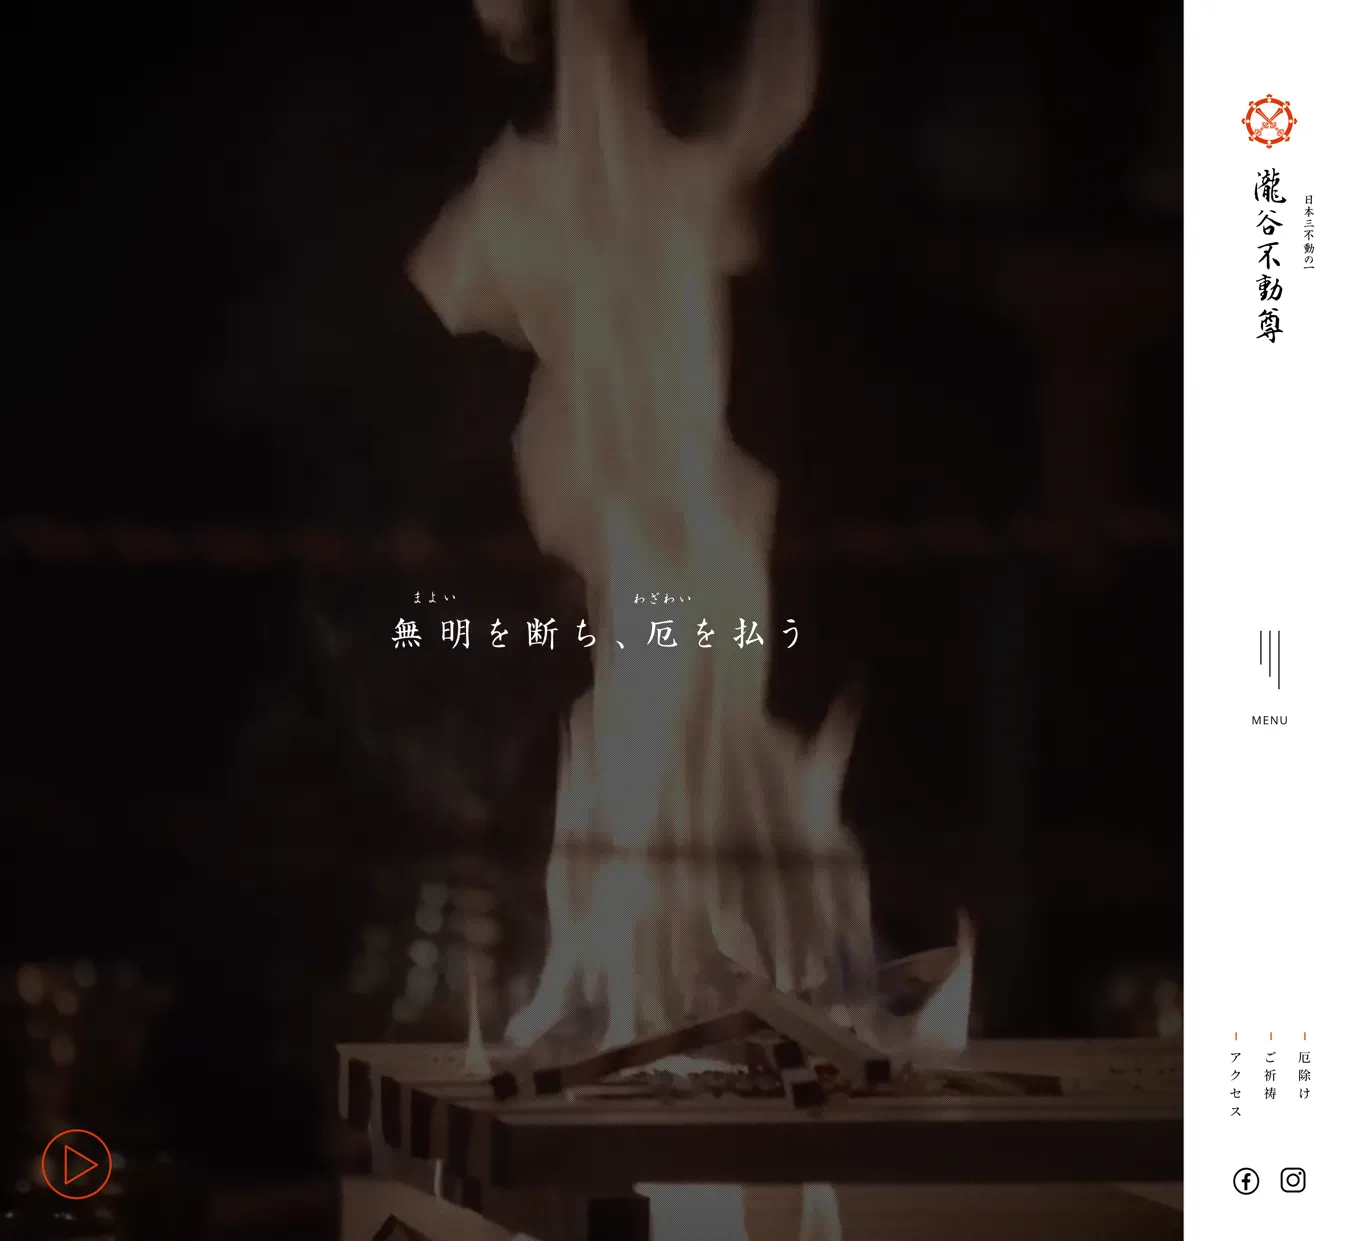 まよい わざわい
無明を断ち、厄を払う
日本三不動の一
瀧谷不動尊
MENU
厄除け
ご祈祷
アクセス